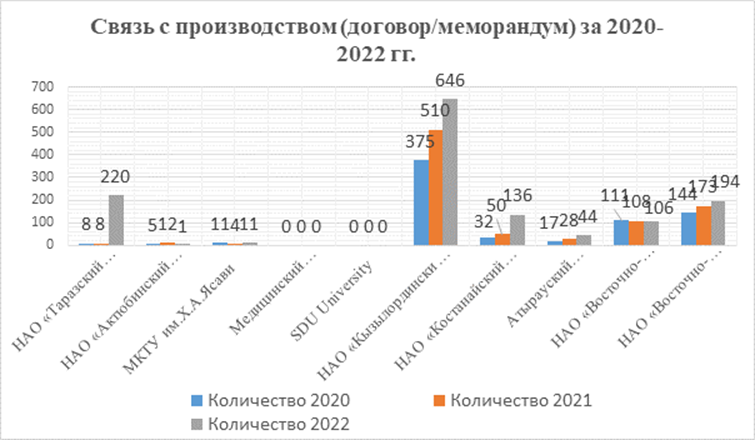 Связь с производством (договор/меморандум) за 2020-
2022 гг.
700
600
500
400
300
200
100
0
8 8 220
5 12 1
11 4 11
0 0 0
0 0 0
375 510 646
32 50 136
17 28 44
111 108 106
144 173 194
НАО «Таразский…
НАО «Актюбинский…
МКТУ им.Х.А.Ясави
Медицинский…
SDU University
НАО «Кызылордински…
НАО «Костанайский…
Атырауский…
НАО «Восточно-…
НАО «Восточно-…
Количество 2020
Количество 2021
Количество 2022